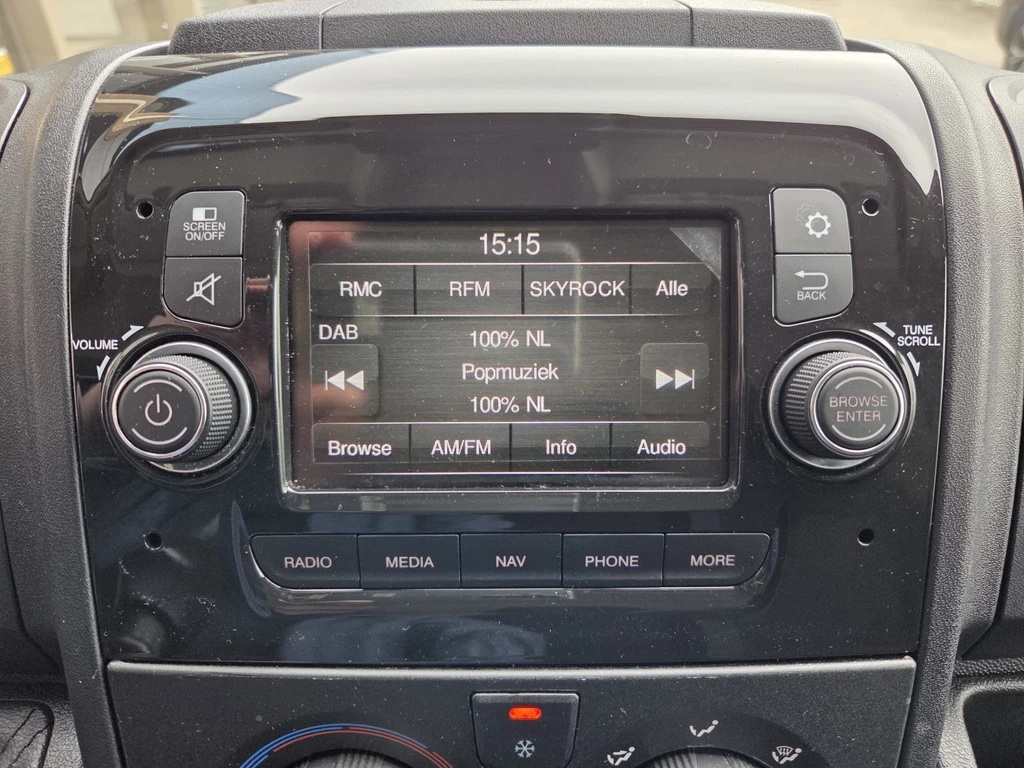 15:15
SCREEN
ON/OFF
RMC RFM SKYROCK Alle
BACK
VOLUME
DAB
100% NL
Popmuziek
100% NL
TUNE
SCROLL
BROWSE
ENTER
Browse AM/FM Info Audio
RADIO MEDIA NAV PHONE MORE